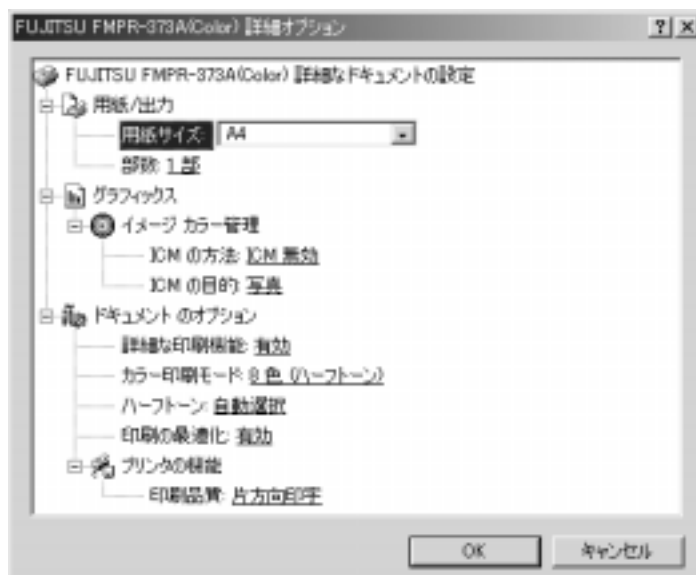 FUJITSU FMPR-373A(Color) 詳細オプション
FUJITSU FMPR-373A(Color) 詳細なドキュメントの設定
用紙/出力
用紙サイズ: A4
部数: 1 部
グラフィックス
イメージ カラー管理
ICM の方法: ICM 無効
ICM の目的: 写真
ドキュメント のオプション
詳細な印刷機能: 有効
カラー印刷モード: 8 色 (ハーフトーン)
ハーフトーン: 自動選択
印刷の最適化: 有効
プリンタの機能
印刷品質: 片方向印字
OK キャンセル